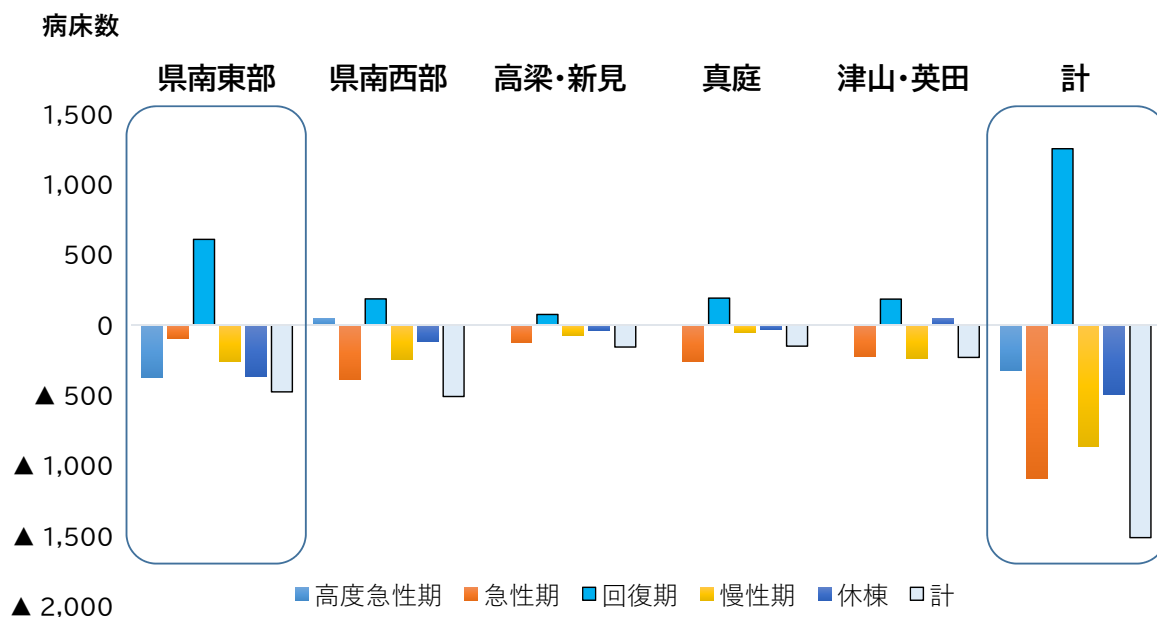 病床数
県南東部 県南西部 高梁・新見 真庭 津山・英田 計
1,500
1,000
500
0
▲ 500
▲ 1,000
▲ 1,500
▲ 2,000
高度急性期 急性期 回復期 慢性期 休棟 計